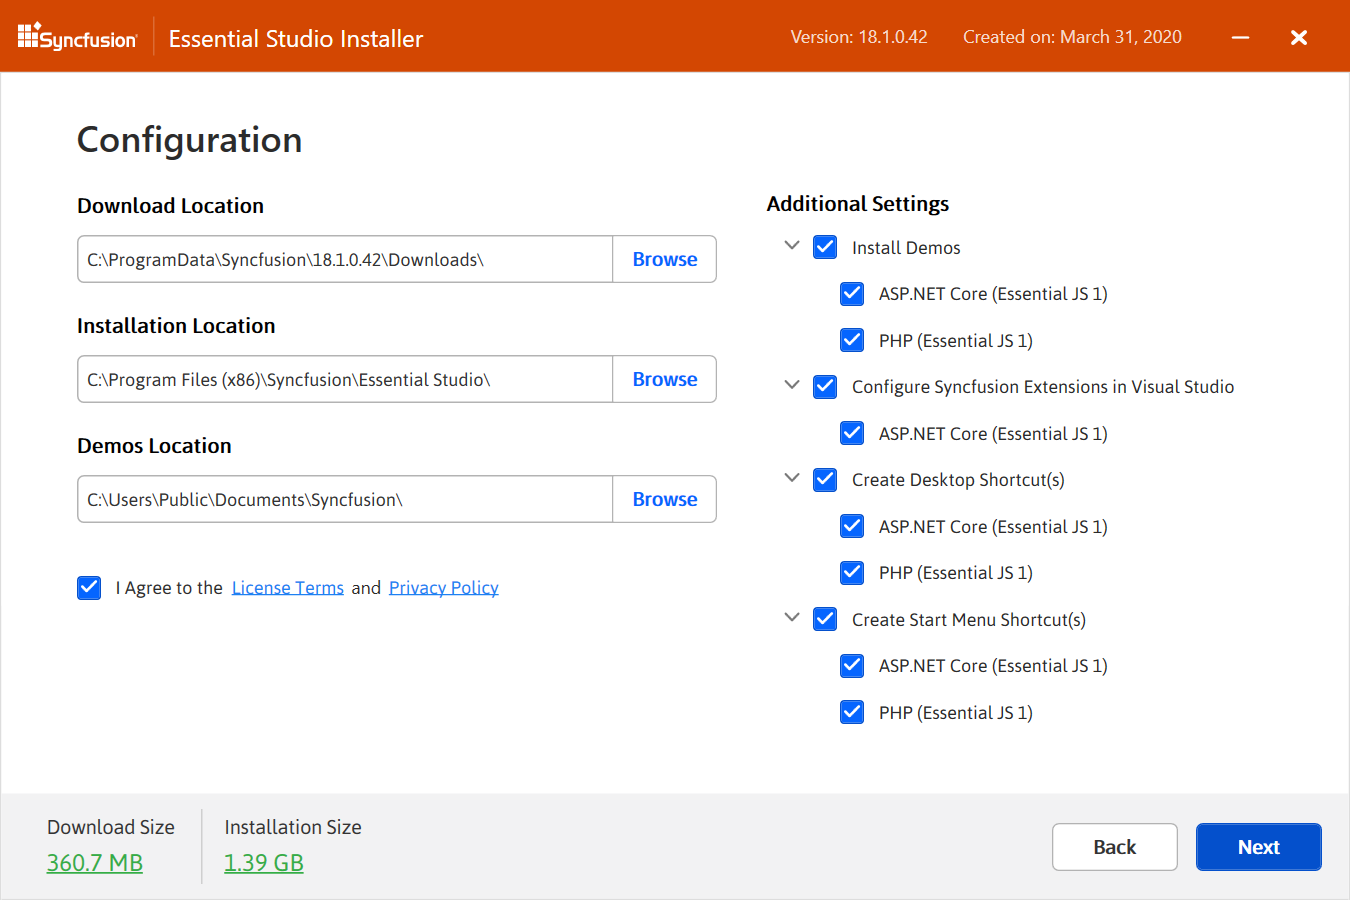 Syncfusion
Essential Studio Installer
Version: 18.1.0.42
Created on: March 31, 2020
Configuration
Download Location
C:\ProgramData\Syncfusion\18.1.0.42\Downloads\
Browse
Installation Location
C:\Program Files (x86)\Syncfusion\Essential Studio\
Browse
Demos Location
C:\Users\Public\Documents\Syncfusion\
Browse
I Agree to the License Terms and Privacy Policy
Additional Settings
Install Demos
ASP.NET Core (Essential JS 1)
PHP (Essential JS 1)
Configure Syncfusion Extensions in Visual Studio
ASP.NET Core (Essential JS 1)
Create Desktop Shortcut(s)
ASP.NET Core (Essential JS 1)
PHP (Essential JS 1)
Create Start Menu Shortcut(s)
ASP.NET Core (Essential JS 1)
PHP (Essential JS 1)
Download Size
360.7 MB
Installation Size
1.39 GB
Back
Next